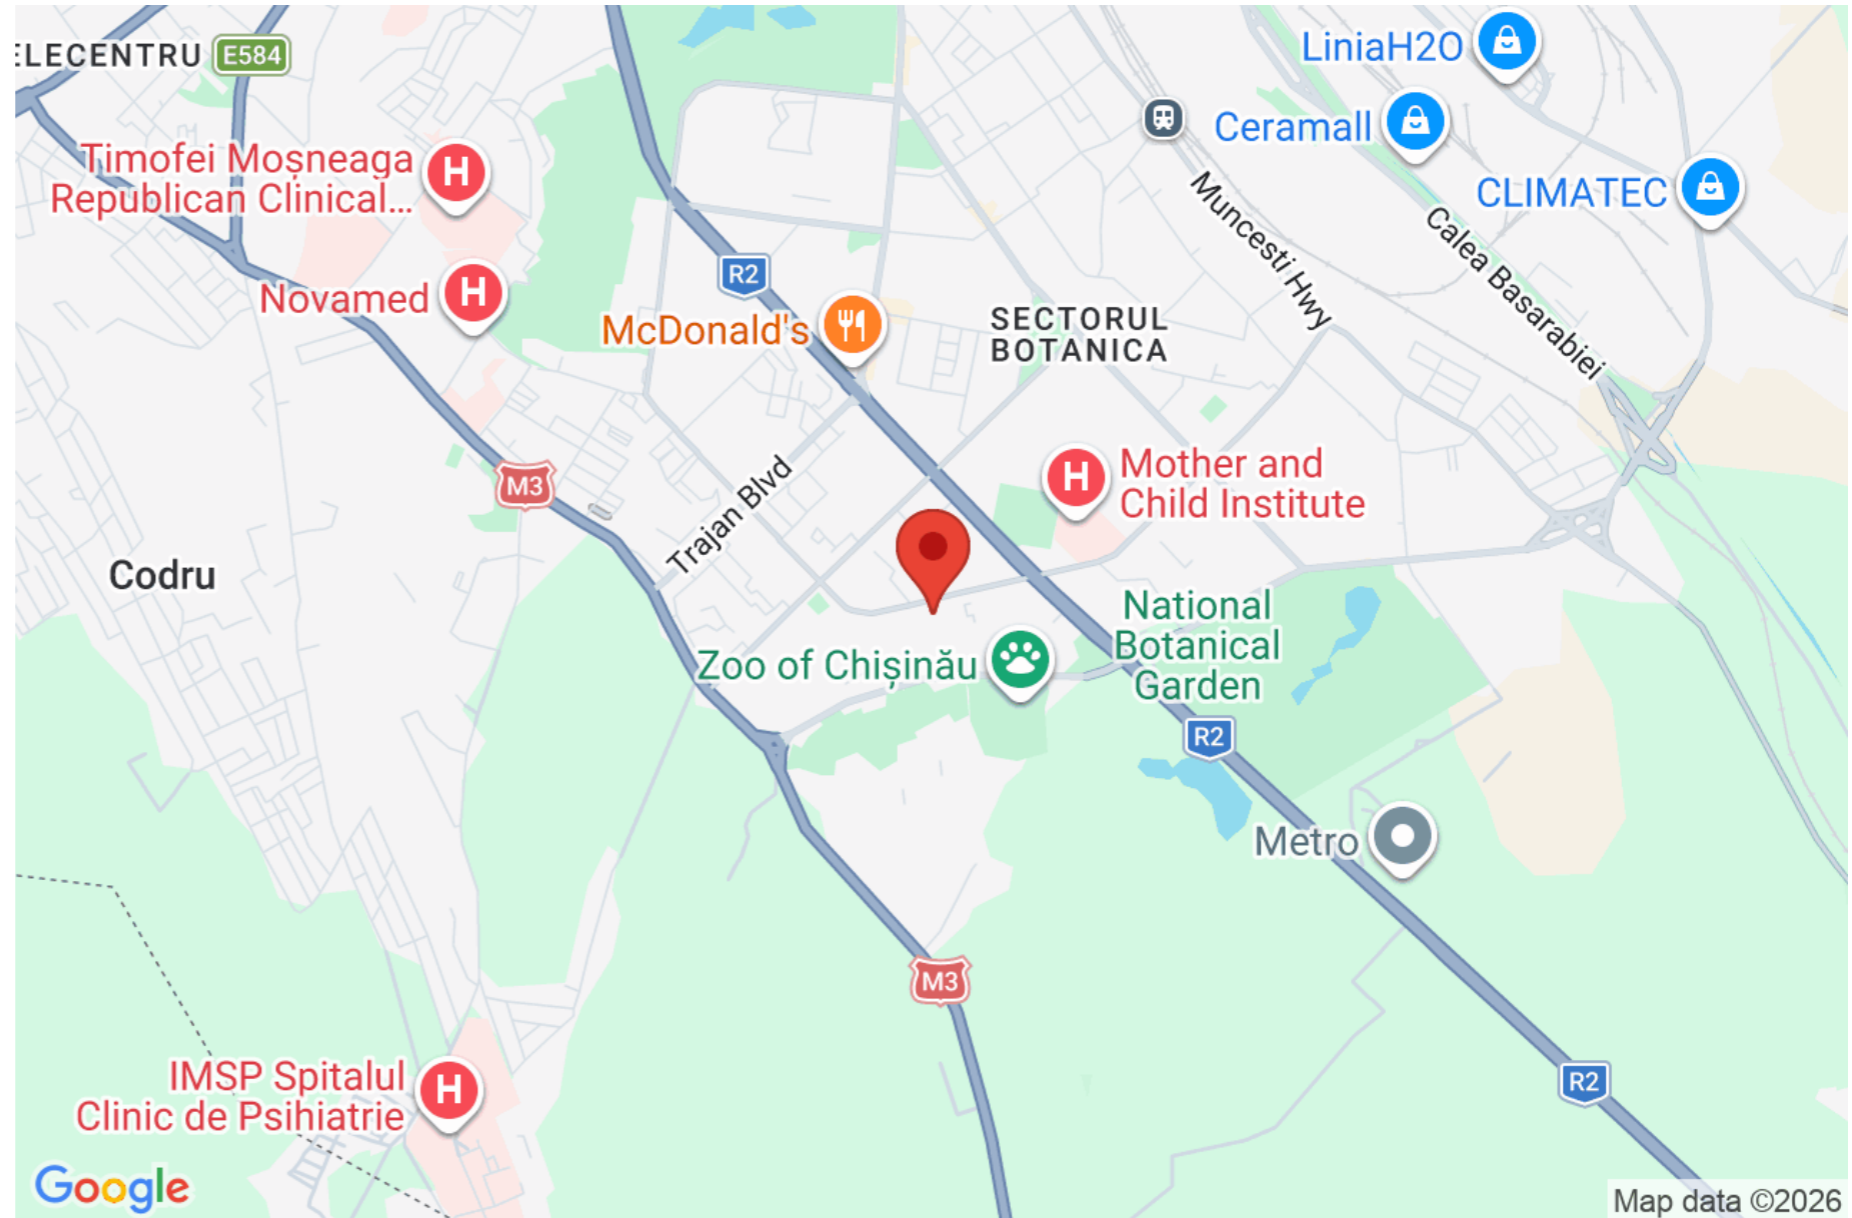 ELECENTRU
E584
LiniaH2O
Ceramall
Timofei Moșneaga
Republican Clinical...
CLIMATEC
Muncesti Hwy
Calea Basarabiei
R2
Novamed
McDonald's
SECTORUL
BOTANICA
Mother and
Child Institute
M3
Trajan Blvd
Codru
National
Botanical
Garden
Zoo of Chișinău
R2
Metro
M3
IMSP Spitalul
Clinic de Psihiatrie
R2
Google
Map data ©2026